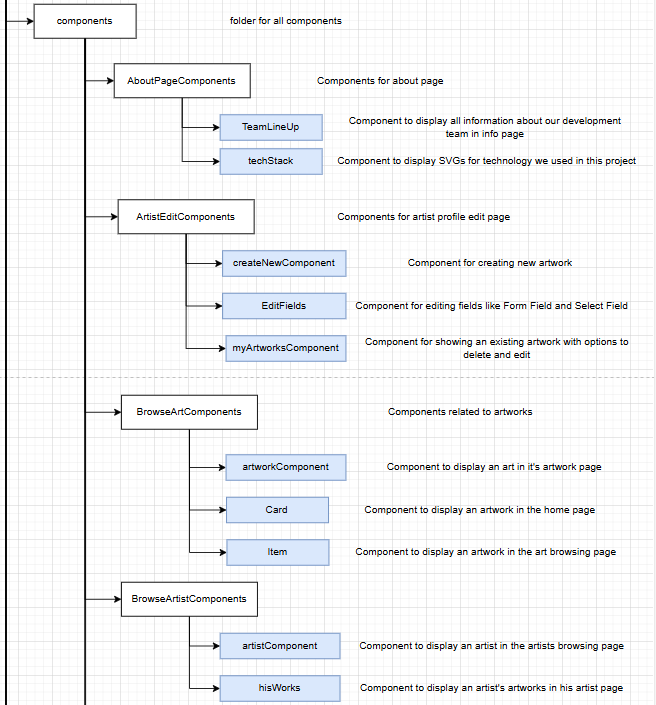 components
folder for all components
AboutPageComponents
Components for about page
TeamLineUp
Component to display all information about our development
team in info page
techStack
Component to display SVGs for technology we used in this project
ArtistEditComponents
Components for artist profile edit page
createNewComponent
Component for creating new artwork
EditFields
Component for editing fields like Form Field and Select Field
myArtworksComponent
Component for showing an existing artwork with options to
delete and edit
BrowseArtComponents
Components related to artworks
artworkComponent
Component to display an art in it's artwork page
Card
Component to display an artwork in the home page
Item
Component to display an artwork in the art browsing page
BrowseArtistComponents
artistComponent
Component to display an artist in the artists browsing page
hisWorks
Component to display an artist's artworks in his artist page